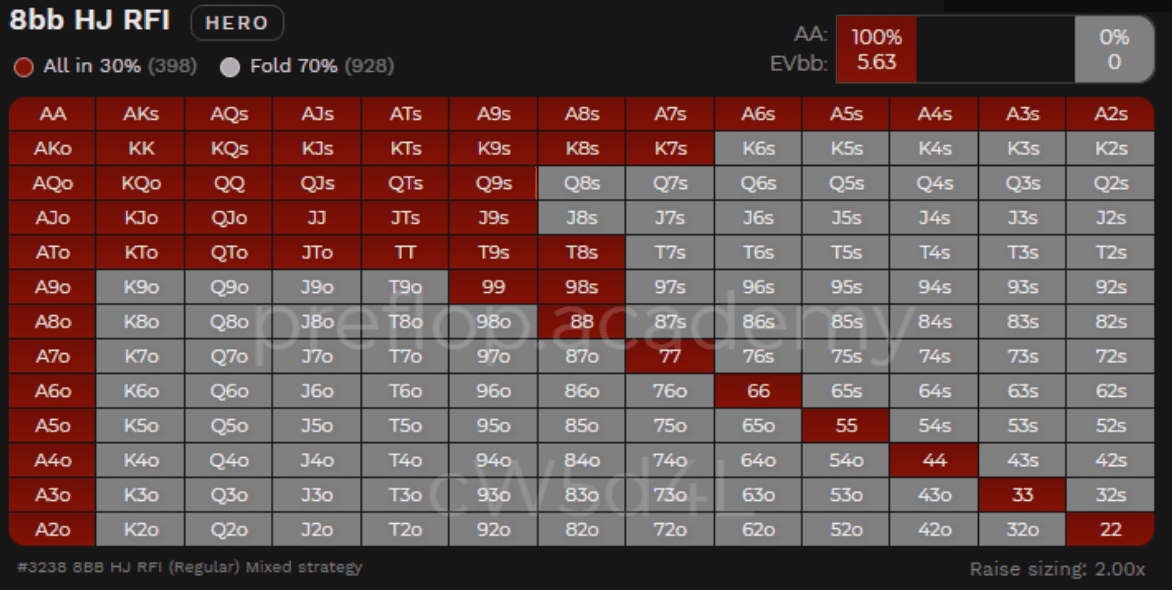 8bb HJ RFI HERO
All in 30% (398) Fold 70% (928)
AA: 100% 0%
EVbb: 5.63 0
AA AKs AQs AJs ATs A9s A8s A7s A6s A5s A4s A3s A2s
AKo KK KQs KJs KTs K9s K8s K7s K6s K5s K4s K3s K2s
AQo KQo QQ QJs QTs Q9s Q8s Q7s Q6s Q5s Q4s Q3s Q2s
AJo KJo QJo JJ JTs J9s J8s J7s J6s J5s J4s J3s J2s
ATo KTo QTo JTo TT T9s T8s T7s T6s T5s T4s T3s T2s
A9o K9o Q9o J9o T9o 99 98s 97s 96s 95s 94s 93s 92s
A8o K8o Q8o J8o T8o 98o 88 87s 86s 85s 84s 83s 82s
preflop.academy
A7o K7o Q7o J7o T7o 97o 87o 77 76s 75s 74s 73s 72s
A6o K6o Q6o J6o T6o 96o 86o 76o 66 65s 64s 63s 62s
A5o K5o Q5o J5o T5o 95o 85o 75o 65o 55 54s 53s 52s
A4o K4o Q4o J4o T4o 94o 84o 74o 64o 54o 44 43s 42s
cW5d4L
A3o K3o Q3o J3o T3o 93o 83o 73o 63o 53o 43o 33 32s
A2o K2o Q2o J2o T2o 92o 82o 72o 62o 52o 42o 32o 22
#3238 8BB HJ RFI (Regular) Mixed strategy
Raise sizing: 2.00x